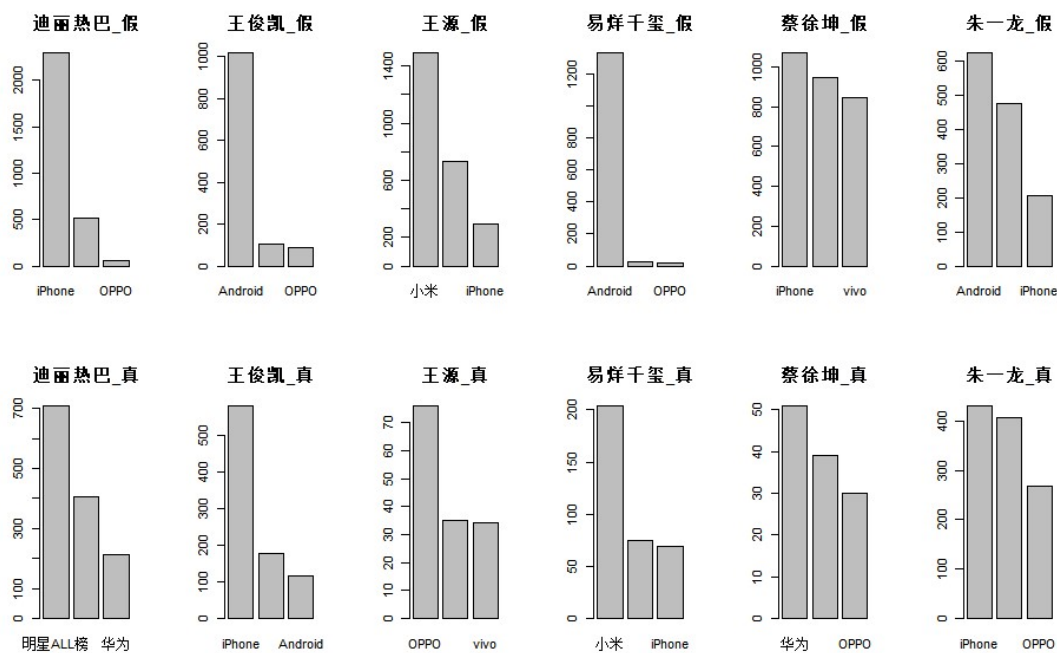 迪丽热巴_假
王俊凯_假
王源_假
易烊千玺_假
蔡徐坤_假
朱一龙_假
0 500 1000 1500 2000
0 200 400 600 800 1000
0 200 600 1000 1400
0 200 400 600 800 1200
0 200 400 600 800 1000
0 100 200 300 400 500 600
iPhone OPPO
Android OPPO
小米 iPhone
Android OPPO
iPhone vivo
Android iPhone
迪丽热巴_真
王俊凯_真
王源_真
易烊千玺_真
蔡徐坤_真
朱一龙_真
0 100 300 500 700
0 100 200 300 400 500
0 10 20 30 40 50 60 70
0 50 100 150 200
0 10 20 30 40 50
0 100 200 300 400
明星ALL榜 华为
iPhone Android
OPPO vivo
小米 iPhone
华为 OPPO
iPhone OPPO